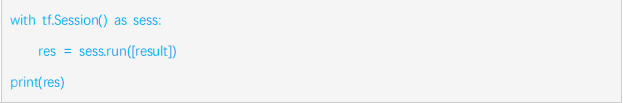 with tf.Session() as sess:
    res = sess.run([result])
print(res)